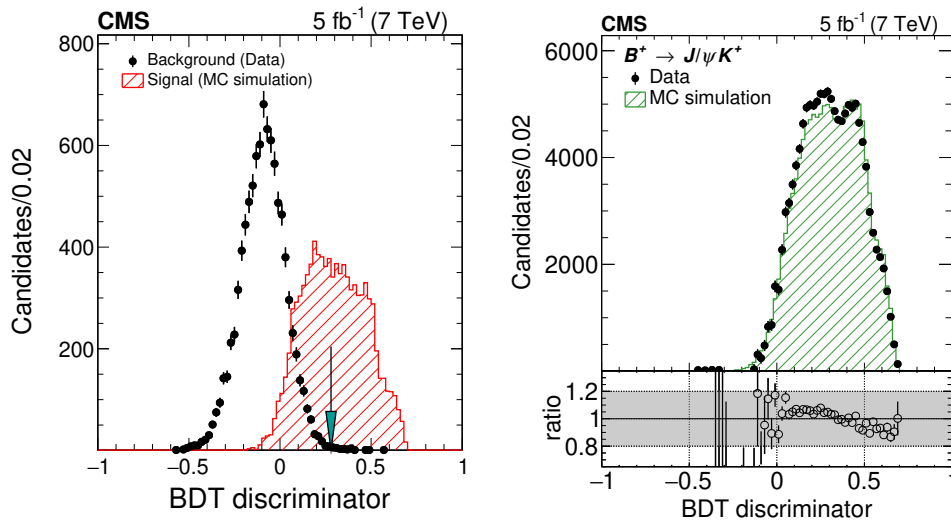 CMS 5 fb⁻¹ (7 TeV)
800
600
400
200
Candidates/0.02
Background (Data)
Signal (MC simulation)
−1 −0.5 0 0.5 1
BDT discriminator
CMS 5 fb⁻¹ (7 TeV)
6000
4000
2000
Candidates/0.02
B⁺ → J/ψ K⁺
Data
MC simulation
1.2
1
0.8
ratio
−1 −0.5 0 0.5 1
BDT discriminator